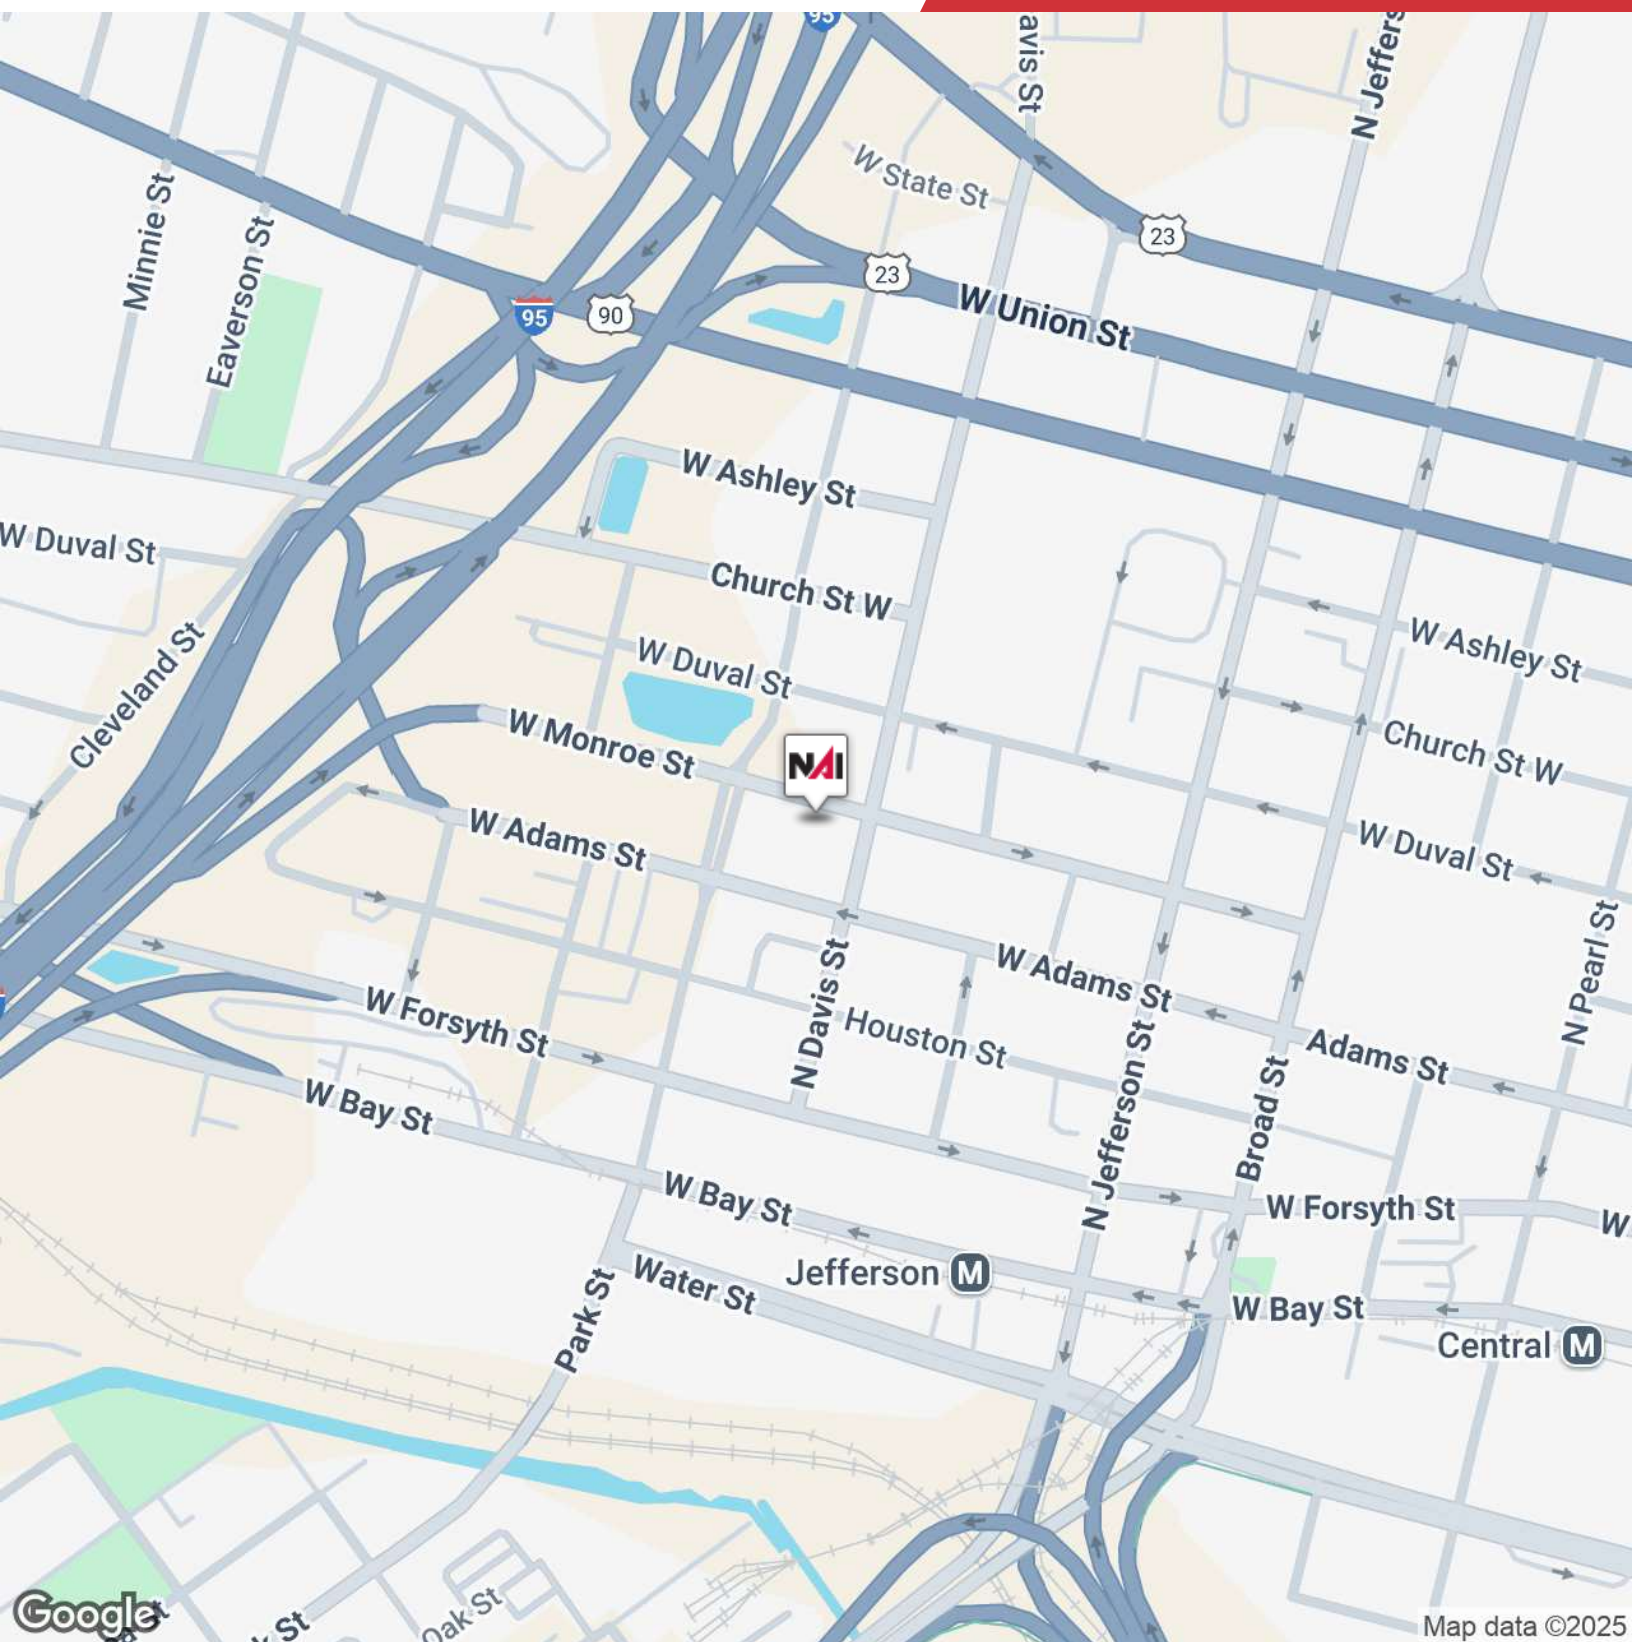 95
avis St
N Jeffers
W State St
23
23
Minnie St
Eaverson St
95
90
W Union St
W Ashley St
W Duval St
Church St W
W Ashley St
W Duval St
Cleveland St
W Monroe St
NAI
Church St W
W Adams St
W Duval St
N Pearl St
W Adams St
N Davis St
W Forsyth St
Houston St
N Jefferson St
Adams St
W Bay St
Broad St
W Bay St
W Forsyth St
W
Jefferson M
Water St
W Bay St
Park St
Central M
Google
k St
Oak St
Map data ©2025